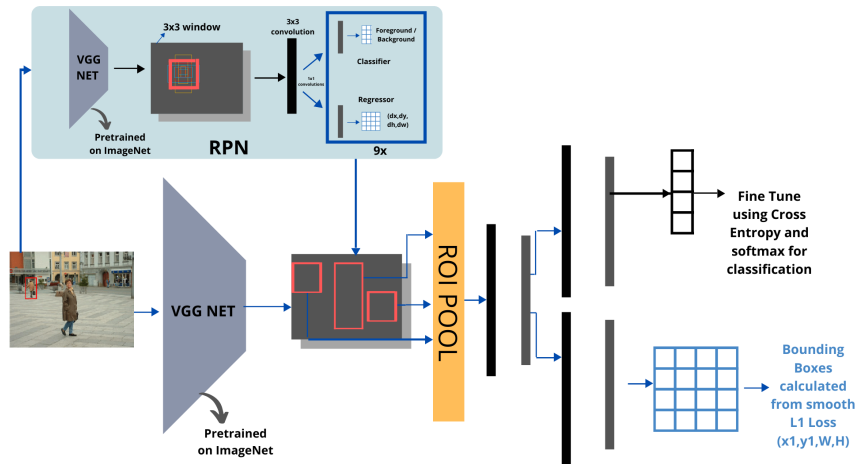 3x3 window
3x3
convolution
VGG
NET
1x1
convolutions
Foreground /
Background
Classifier
Regressor
(dx,dy,
dh,dw)
Pretrained
on ImageNet
RPN
9x
VGG NET
Pretrained
on ImageNet
ROI POOL
Fine Tune
using Cross
Entropy and
softmax for
classification
Bounding
Boxes
calculated
from smooth
L1 Loss
(x1,y1,W,H)